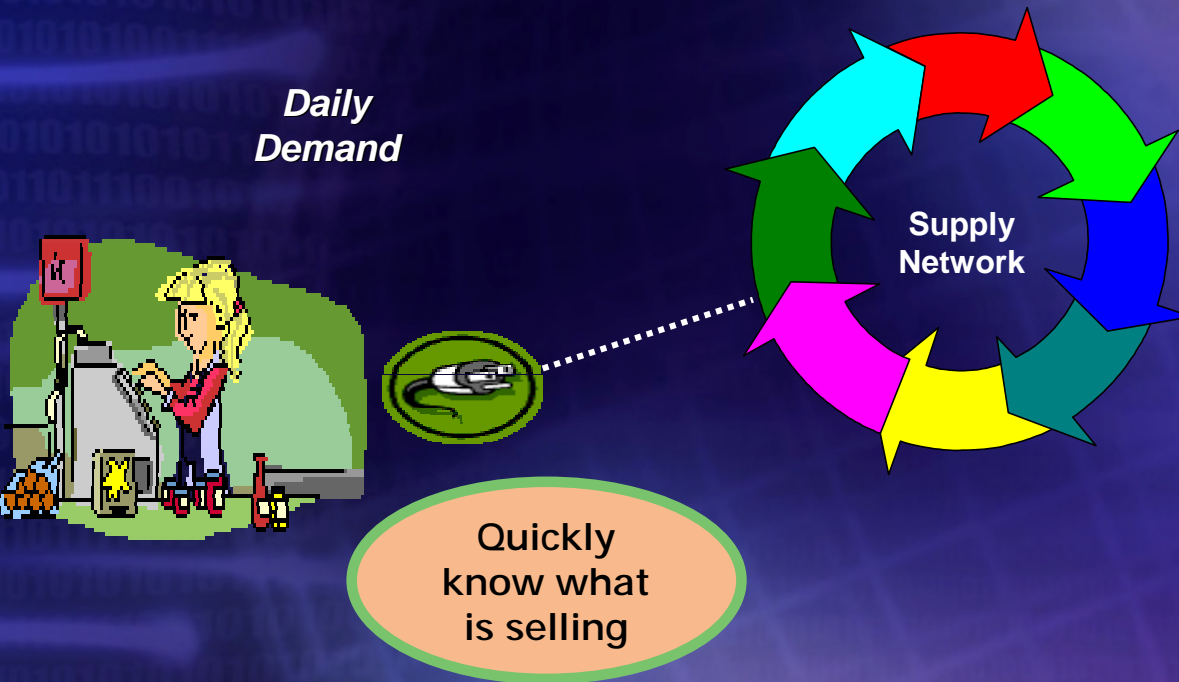 Daily
Demand
Supply
Network
Quickly
know what
is selling